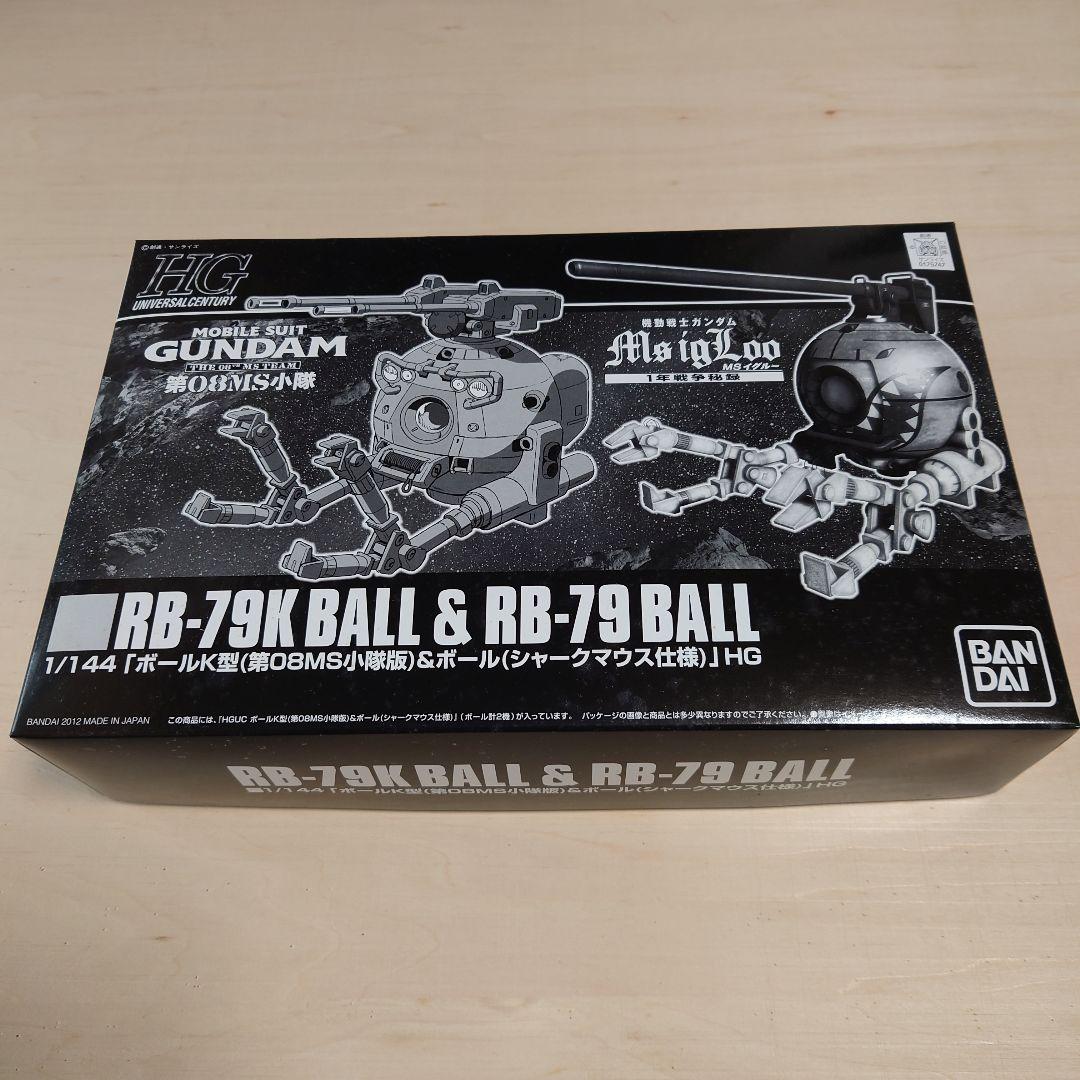 ©創通・サンライズ
HG
UNIVERSAL CENTURY
MOBILE SUIT
GUNDAM
THE 08TH MS TEAM
第08MS小隊
機動戦士ガンダム
Ms igLoo
MSイグルー
1年戦争秘録
創通
サンライズ
0175747
RB-79K BALL & RB-79 BALL
1/144「ボールK型(第08MS小隊版)&ボール(シャークマウス仕様)」HG
BAN
DAI
BANDAI 2012 MADE IN JAPAN
この商品には、「HGUC ボールK型(第08MS小隊版)&ボール(シャークマウス仕様)」(ボール計2機)が入っています。 パッケージの画像と商品とは多少異なりますのでご了承ください。
RB-79K BALL & RB-79 BALL
1/144「ボールK型(第08MS小隊版)&ボール(シャークマウス仕様)」HG